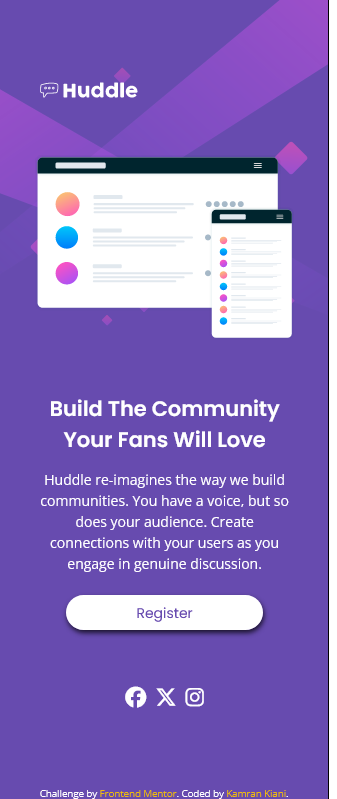 Huddle
Build The Community
Your Fans Will Love
Huddle re-imagines the way we build
communities. You have a voice, but so
does your audience. Create
connections with your users as you
engage in genuine discussion.
Register
Challenge by Frontend Mentor. Coded by Kamran Kiani.